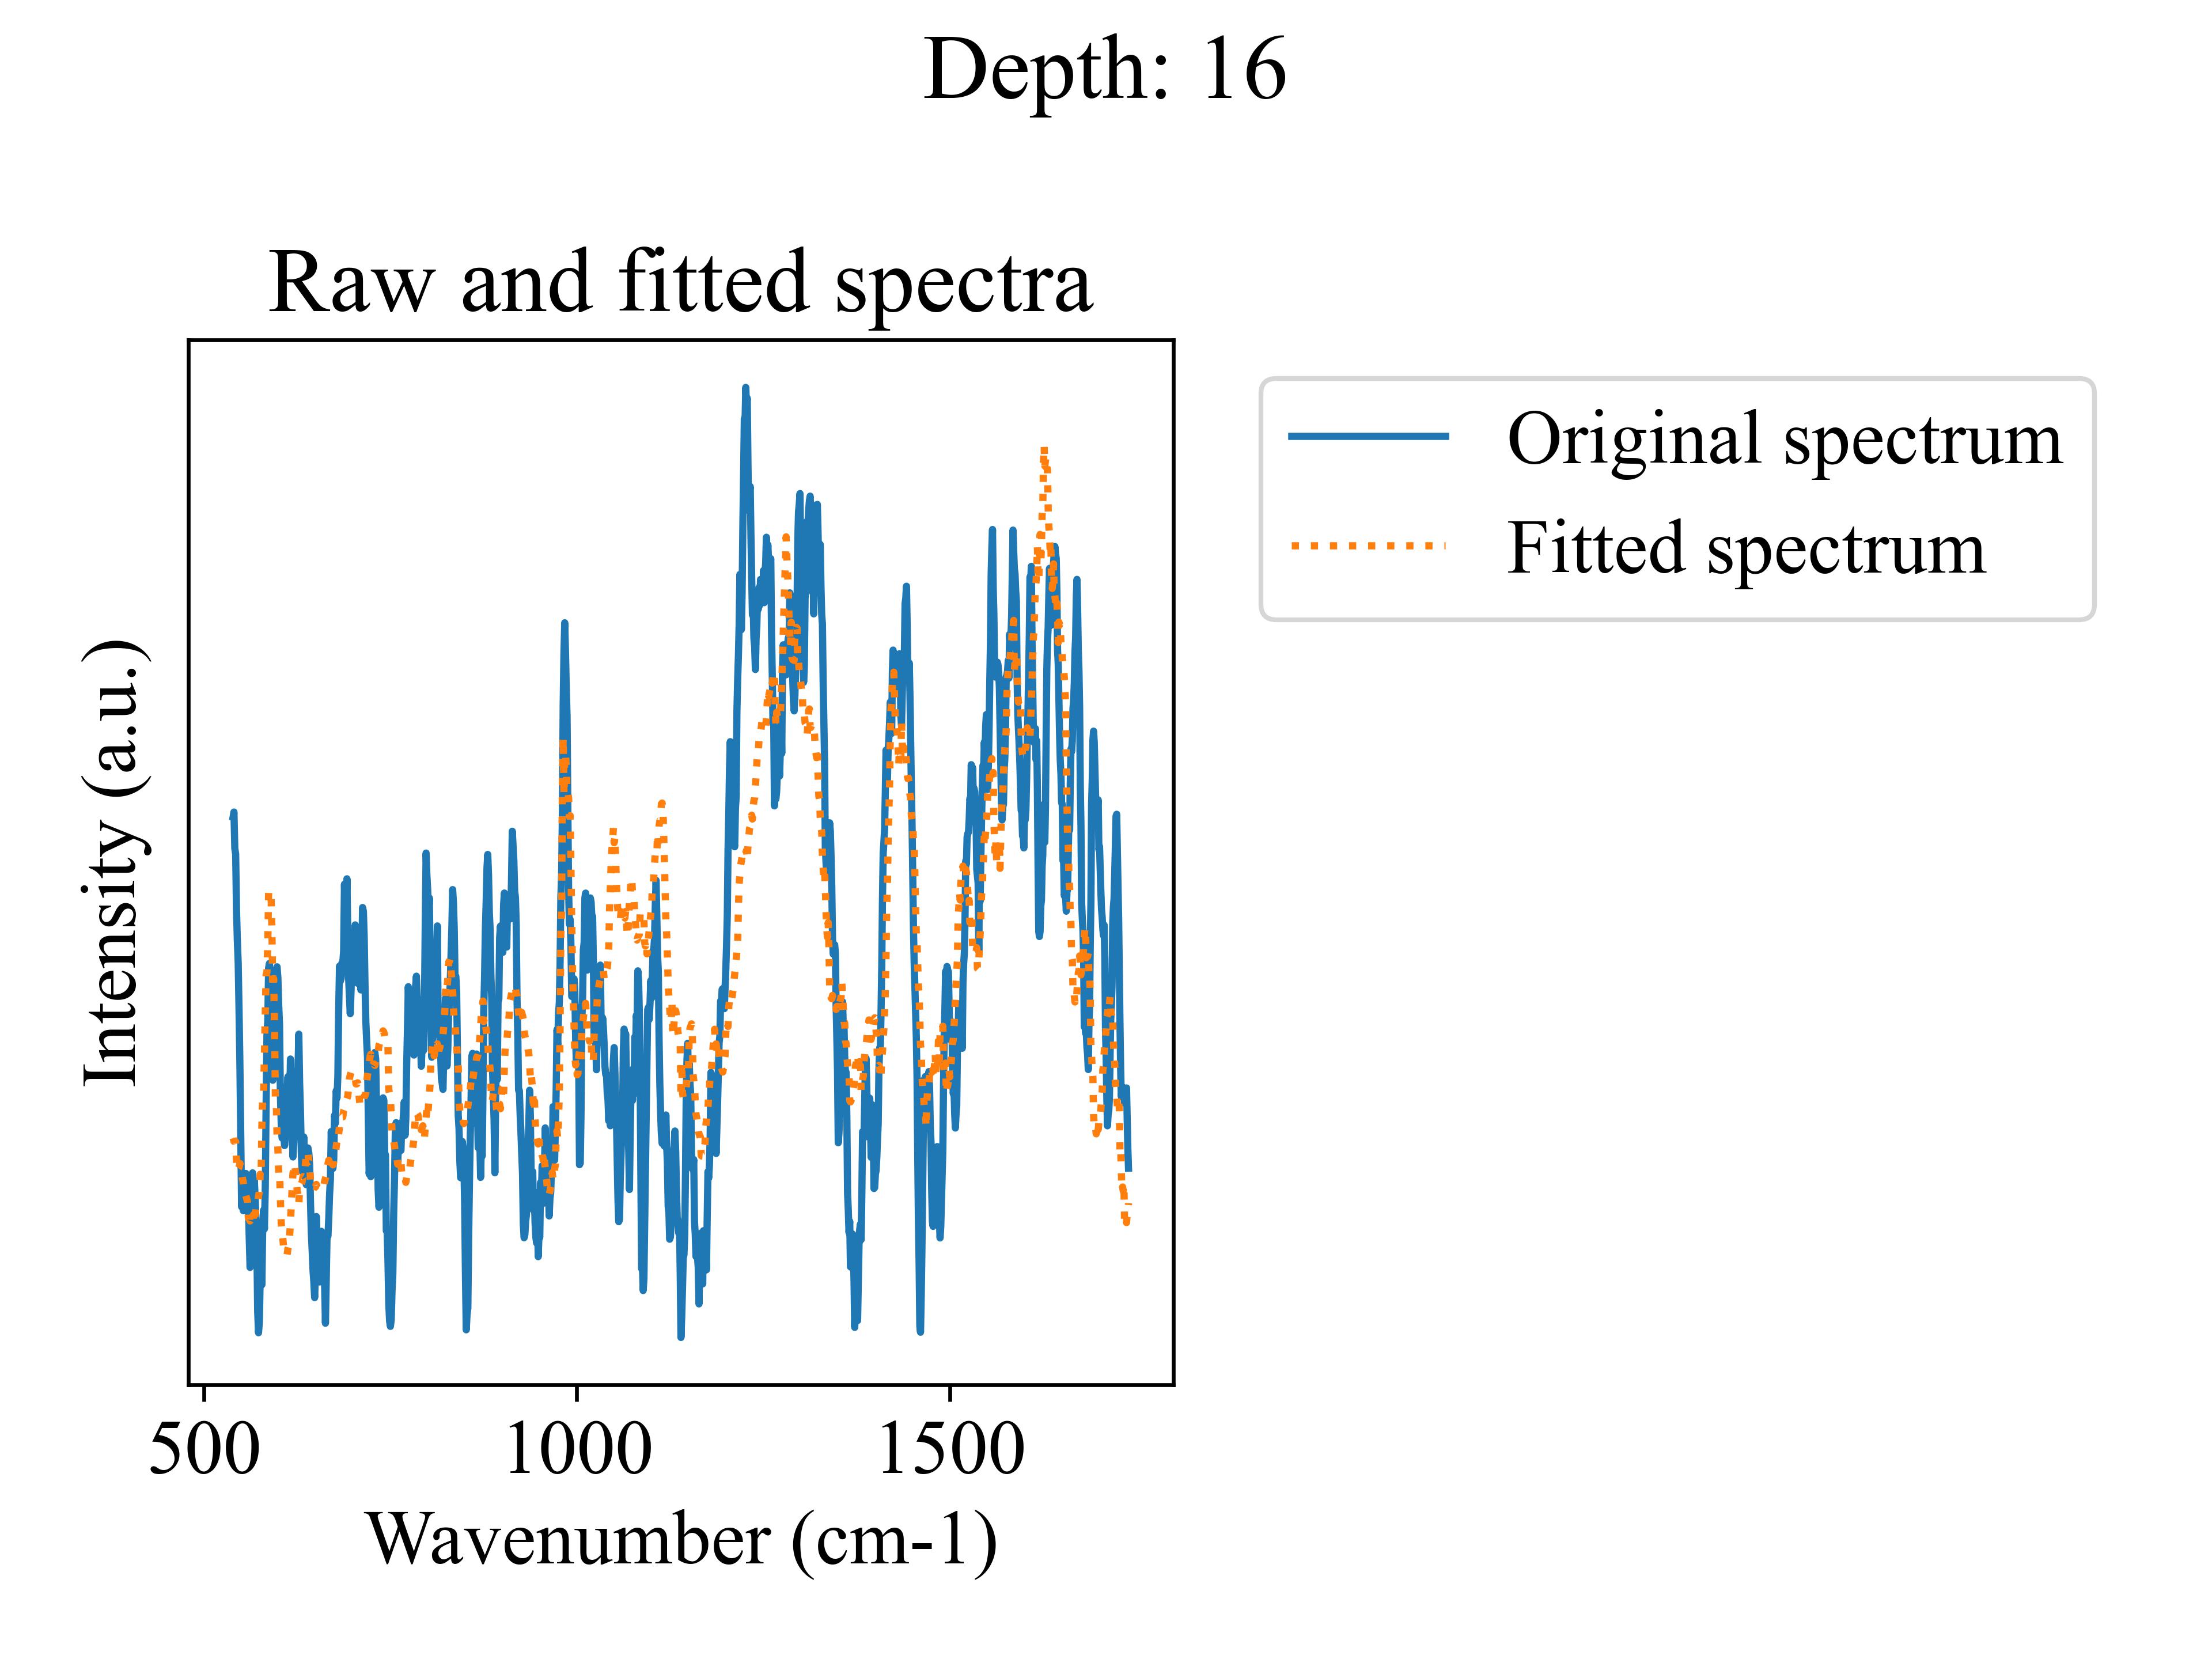 Depth: 16
Raw and fitted spectra
Original spectrum
Fitted spectrum
Intensity (a.u.)
500 1000 1500
Wavenumber (cm-1)